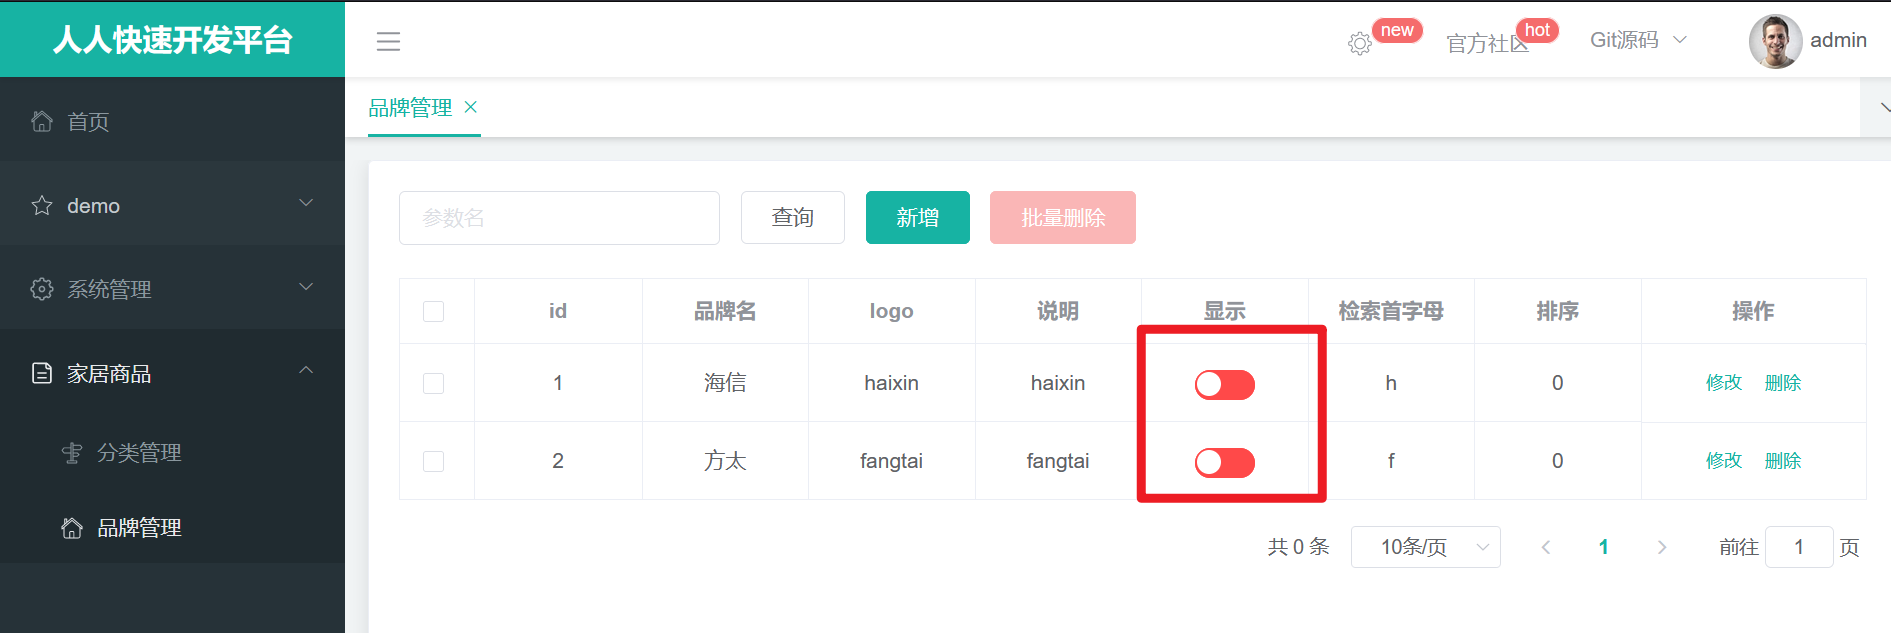 人人快速开发平台
new
官方社区
hot
Git源码
admin
首页
demo
系统管理
家居商品
分类管理
品牌管理
品牌管理
参数名
查询
新增
批量删除
id 品牌名 logo 说明 显示 检索首字母 排序 操作
1 海信 haixin haixin h 0 修改 删除
2 方太 fangtai fangtai f 0 修改 删除
共 0 条 10条/页 1 前往 1 页